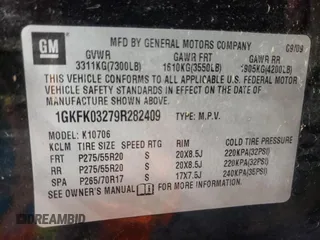 GM
MFD BY GENERAL MOTORS COMPANY 09/09
GVWR GAWR FRT GAWR RR
3311KG(7300LB) 1610KG(3550LB) 1905KG(4200LB)
THIS VEHICLE CONFORMS TO ALL APPLICABLE U.S. FEDERAL
MOTOR VEHICLE SAFETY AND THEFT PREVENTION STANDARDS
IN EFFECT ON THE DATE OF MANUFACTURE SHOWN ABOVE.
1GKFK03279R282409 TYPE: M.P.V.
MODEL: K10706
KCLM TIRE SIZE SPEED RTG RIM COLD TIRE PRESSURE
FRT P275/55R20 S 20X8.5J 220KPA(32PSI)
RR P275/55R20 S 20X8.5J 220KPA(32PSI)
SPA P265/70R17 S 17X7.5J 240KPA(35PSI)
SEE OWNER'S MANUAL FOR ADDITIONAL INFORMATION.
DREAMBID